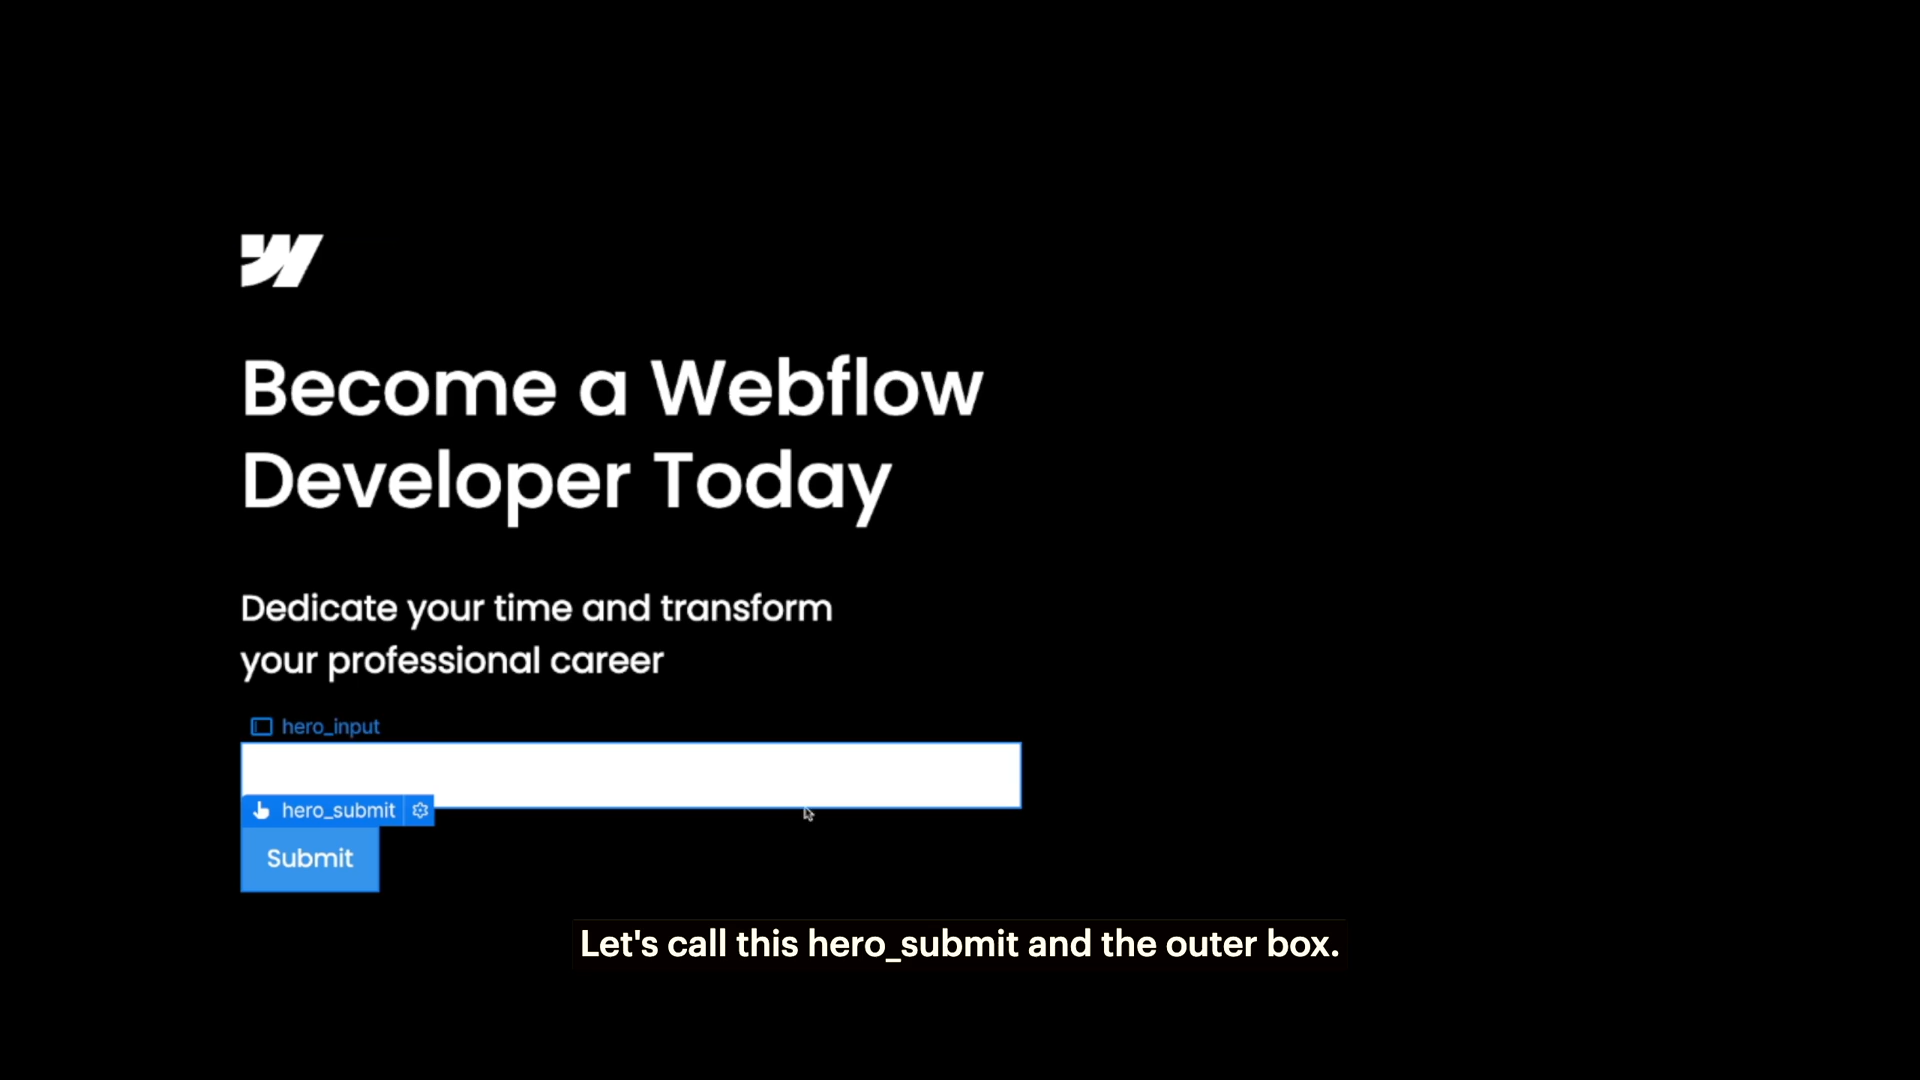 Become a Webflow
Developer Today
Dedicate your time and transform
your professional career
hero_input
hero_submit
Submit
Let's call this hero_submit and the outer box.